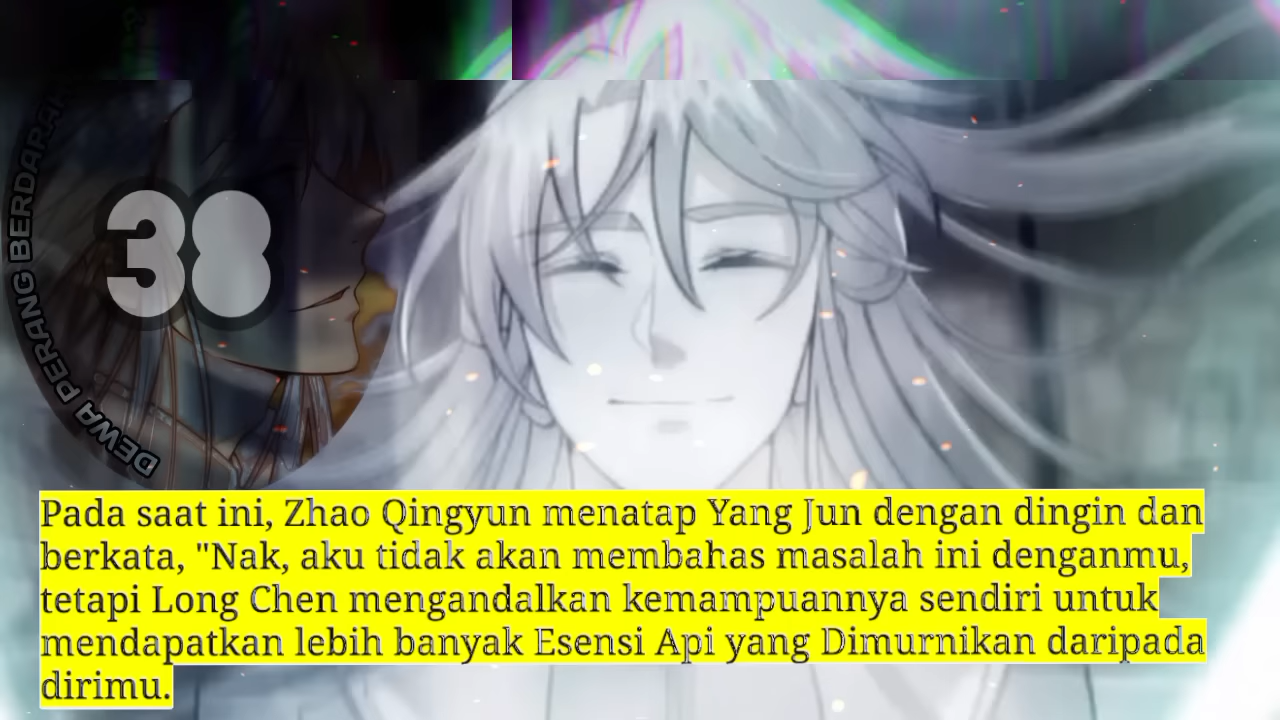 DEWA PERANG BERDARAH
38
Pada saat ini, Zhao Qingyun menatap Yang Jun dengan dingin dan
berkata, "Nak, aku tidak akan membahas masalah ini denganmu,
tetapi Long Chen mengandalkan kemampuannya sendiri untuk
mendapatkan lebih banyak Esensi Api yang Dimurnikan daripada
dirimu.